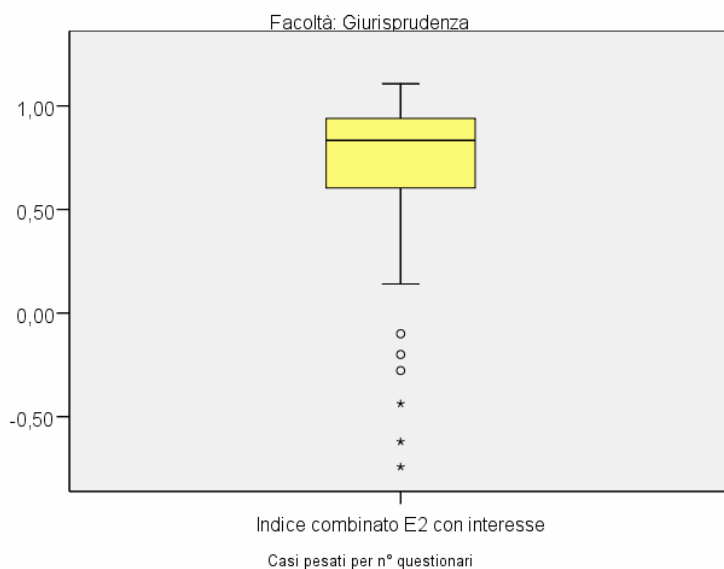 Facoltà: Giurisprudenza
1,00
0,50
0,00
-0,50
Indice combinato E2 con interesse
Casi pesati per n° questionari